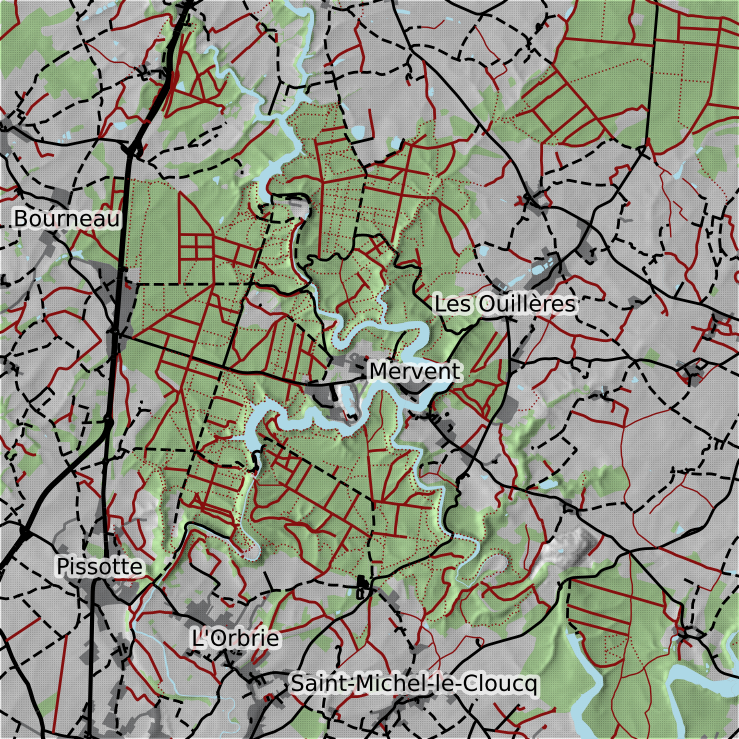 Bourneau
Les Ouillères
Mervent
Pissotte
L'Orbrie
Saint-Michel-le-Cloucq